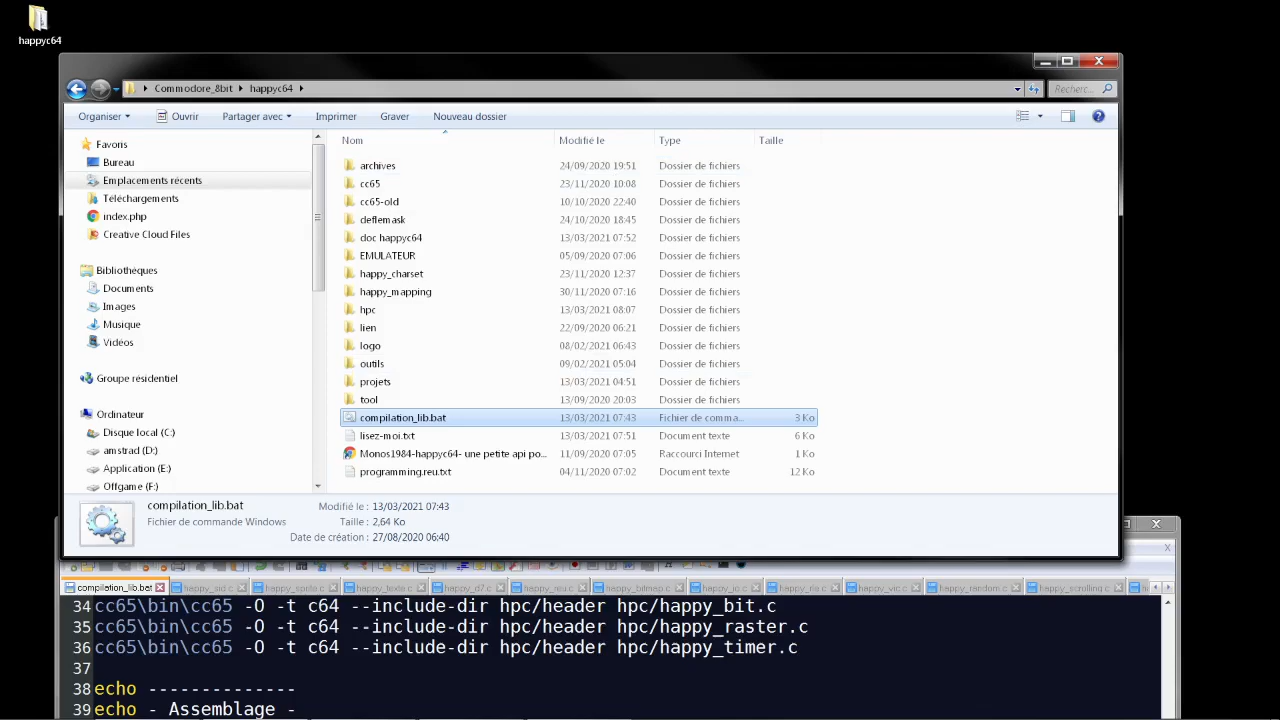 happyc64
Commodore_8bit happyc64 Recherc...
Organiser Ouvrir Partager avec Imprimer Graver Nouveau dossier
Nom Modifié le Type Taille
Favoris
Bureau
Emplacements récents
Téléchargements
index.php
Creative Cloud Files
Bibliothèques
Documents
Images
Musique
Vidéos
Groupe résidentiel
Ordinateur
Disque local (C:)
amstrad (D:)
Application (E:)
Offgame (F:)
archives 24/09/2020 19:51 Dossier de fichiers
cc65 23/11/2020 10:08 Dossier de fichiers
cc65-old 10/10/2020 22:40 Dossier de fichiers
deflemask 24/10/2020 18:45 Dossier de fichiers
doc happyc64 13/03/2021 07:52 Dossier de fichiers
EMULATEUR 05/09/2020 07:06 Dossier de fichiers
happy_charset 23/11/2020 12:37 Dossier de fichiers
happy_mapping 30/11/2020 07:16 Dossier de fichiers
hpc 13/03/2021 08:07 Dossier de fichiers
lien 22/09/2020 06:21 Dossier de fichiers
logo 08/02/2021 06:43 Dossier de fichiers
outils 09/02/2021 05:04 Dossier de fichiers
projets 13/03/2021 04:51 Dossier de fichiers
tool 13/09/2020 20:03 Dossier de fichiers
compilation_lib.bat 13/03/2021 07:43 Fichier de comma... 3 Ko
lisez-moi.txt 13/03/2021 07:51 Document texte 6 Ko
Monos1984-happyc64- une petite api po... 11/09/2020 07:05 Raccourci Internet 1 Ko
programming.reu.txt 04/11/2020 07:02 Document texte 12 Ko
compilation_lib.bat Modifié le : 13/03/2021 07:43
Fichier de commande Windows Taille : 2,64 Ko
Date de création : 27/08/2020 06:40
compilation_lib.bat happy_sid.c happy_sprite.c happy_texte.c happy_d7.c happy_reu.c happy_bitmap.c happy_vic.c happy_random.c happy_scrolling.c
34 cc65\bin\cc65 -O -t c64 --include-dir hpc/header hpc/happy_bit.c
35 cc65\bin\cc65 -O -t c64 --include-dir hpc/header hpc/happy_raster.c
36 cc65\bin\cc65 -O -t c64 --include-dir hpc/header hpc/happy_timer.c
37
38 echo --------------
39 echo - Assemblage -